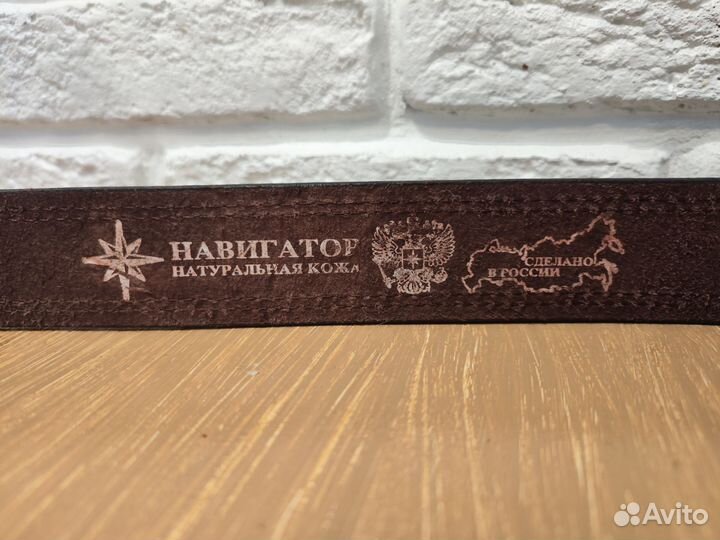 НАВИГАТОР
НАТУРАЛЬНАЯ КОЖА
СДЕЛАНО
В РОССИИ
Avito